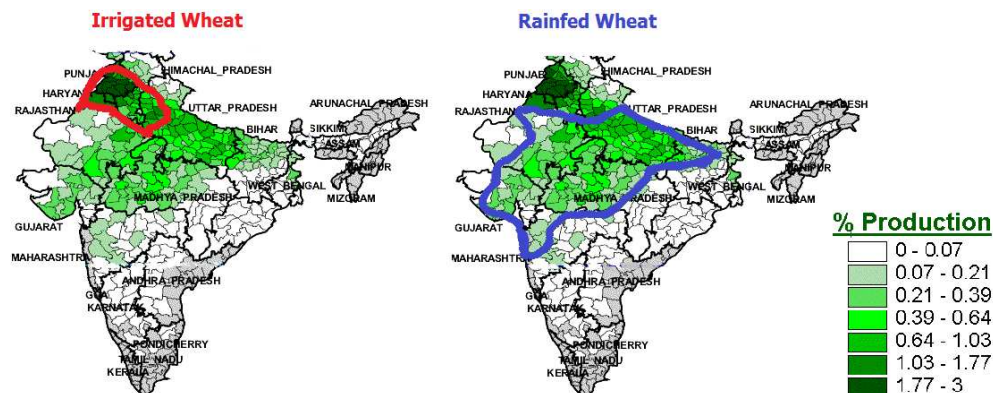 Irrigated Wheat
Rainfed Wheat
PUNJAB
HIMACHAL_PRADESH
HARYAN
RAJASTHAN
UTTAR_PRADESH
ARUNACHAL_PRADESH
BIHAR
SIKKIM
ASSAM
MANIPUR
WEST_BENGAL
MIZORAM
MADHYA_PRADESH
GUJARAT
MAHARASHTRA
ANDHRA_PRADESH
GOA
KARNATAK
PONDICHERRY
TAMIL_NADU
KERALA
PUNJAB
HIMACHAL_PRADESH
HARYANA
RAJASTHAN
UTTAR_PRADESH
ARUNACHAL_PRADESH
BIHAR
SIKKIM
ASSAM
MANIPUR
WEST_BENGAL
MIZORAM
MADHYA_PRADESH
GUJARAT
MAHARASHTRA
ANDHRA_PRADESH
GOA
KARNATAK
PONDICHERRY
TAMIL_NADU
KERALA
% Production
0 - 0.07
0.07 - 0.21
0.21 - 0.39
0.39 - 0.64
0.64 - 1.03
1.03 - 1.77
1.77 - 3